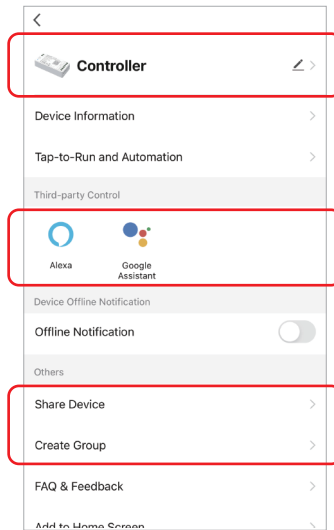 Controller
Device Information
Tap-to-Run and Automation
Third-party Control
Alexa
Google
Assistant
Device Offline Notification
Offline Notification
Others
Share Device
Create Group
FAQ & Feedback
Add to Home Screen